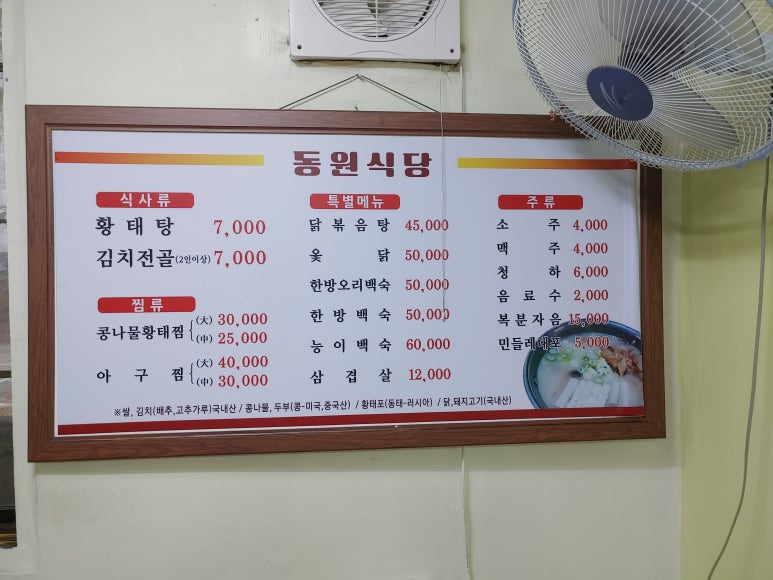 동원식당
식사류
황태탕 7,000
김치전골(2인이상) 7,000
찜류
콩나물황태찜 (大) 30,000
(中) 25,000
아구찜 (大) 40,000
(中) 30,000
특별메뉴
닭볶음탕 45,000
옻닭 50,000
한방오리백숙 50,000
한방백숙 50,000
능이백숙 60,000
삼겹살 12,000
주류
소주 4,000
맥주 4,000
청하 6,000
음료수 2,000
복분자음 15,000
민들레대포 5,000
※쌀, 김치(배추,고추가루)국내산 / 콩나물, 두부(콩-미국,중국산) / 황태포(동태-러시아) / 닭,돼지고기(국내산)